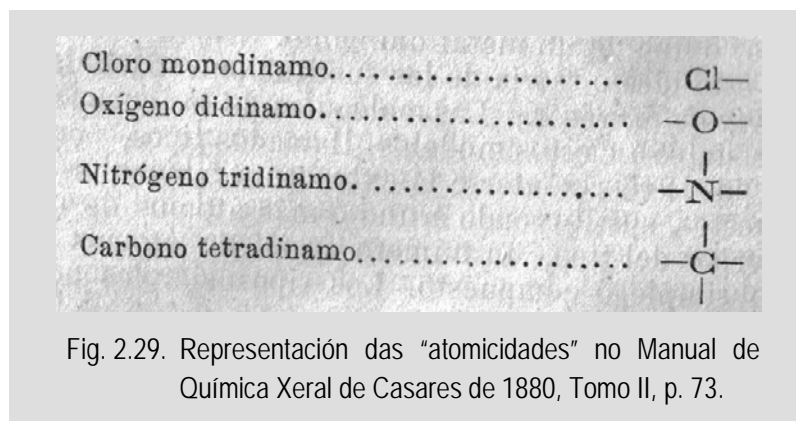 Cloro monodinamo........................ Cl—
Oxígeno didinamo......................... —O—
Nitrógeno tridinamo. ..................... —N—
Carbono tetradinamo...................... —C—
Fig. 2.29. Representación das "atomicidades" no Manual de
Química Xeral de Casares de 1880, Tomo II, p. 73.